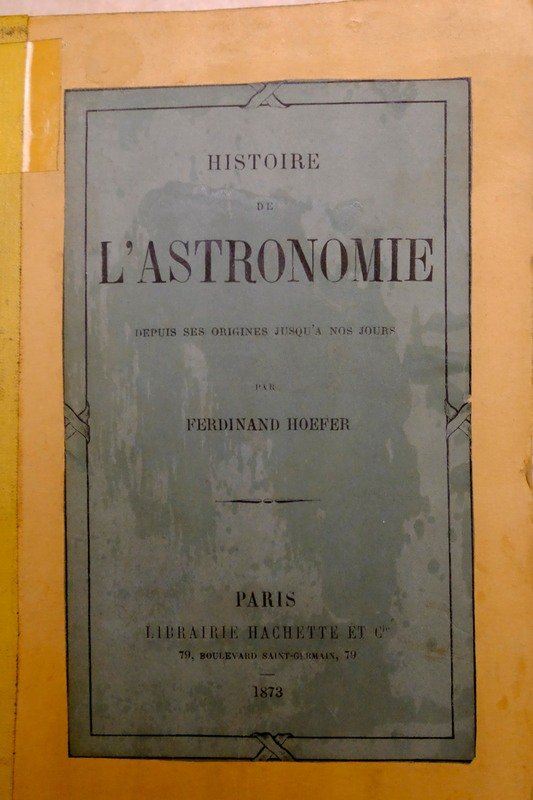 HISTOIRE
DE
L'ASTRONOMIE
DEPUIS SES ORIGINES JUSQU'A NOS JOURS
PAR
FERDINAND HOEFER
PARIS
LIBRAIRIE HACHETTE ET Cie
79, BOULEVARD SAINT-GERMAIN, 79
1873